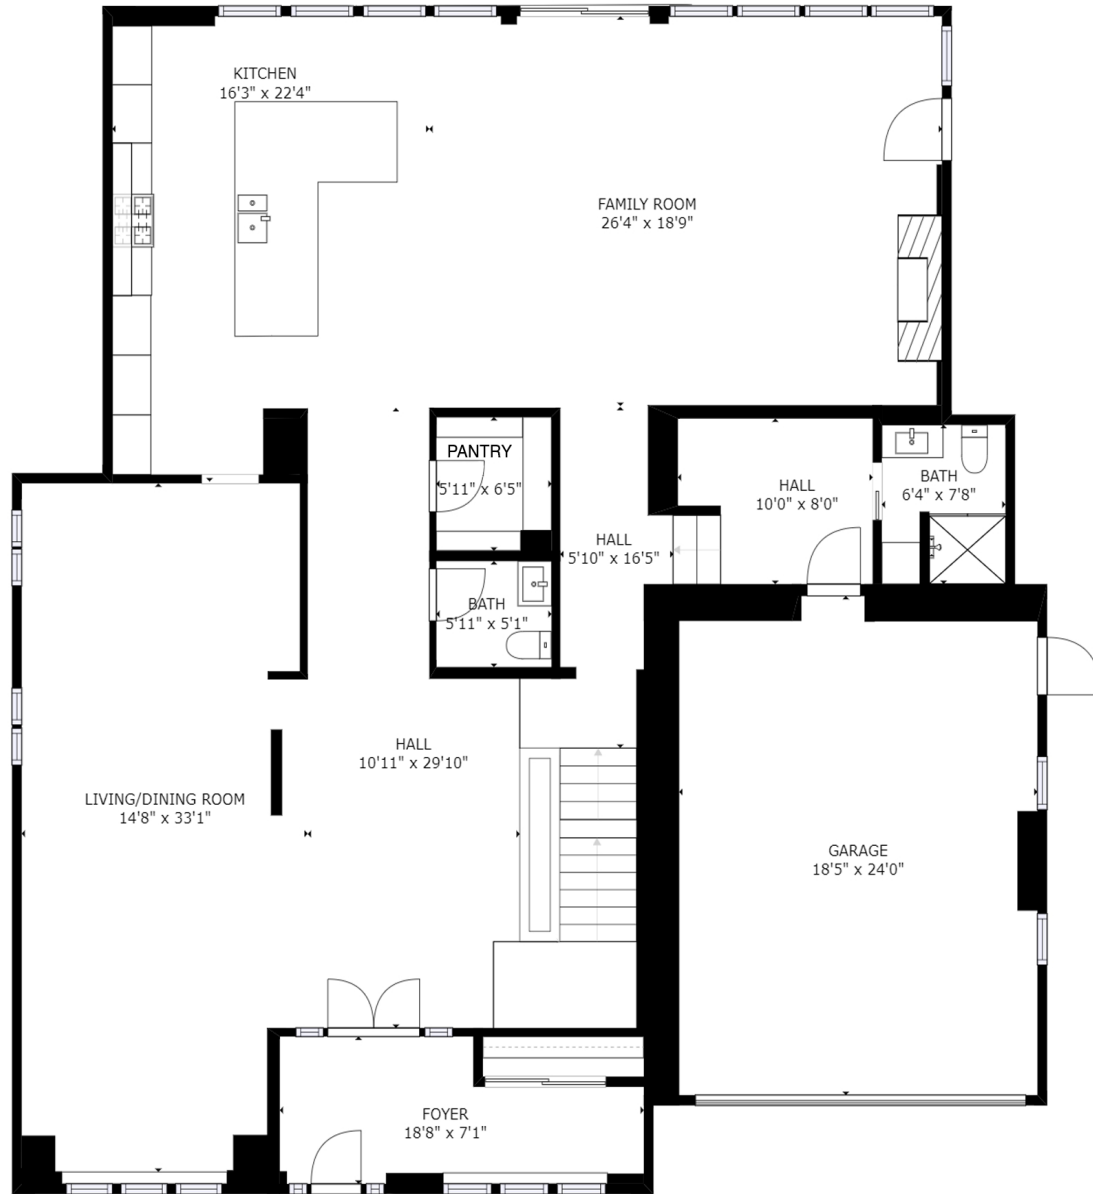 KITCHEN
16'3" x 22'4"
FAMILY ROOM
26'4" x 18'9"
PANTRY
5'11" x 6'5"
HALL
10'0" x 8'0"
BATH
6'4" x 7'8"
HALL
5'10" x 16'5"
BATH
5'11" x 5'1"
HALL
10'11" x 29'10"
LIVING/DINING ROOM
14'8" x 33'1"
GARAGE
18'5" x 24'0"
FOYER
18'8" x 7'1"